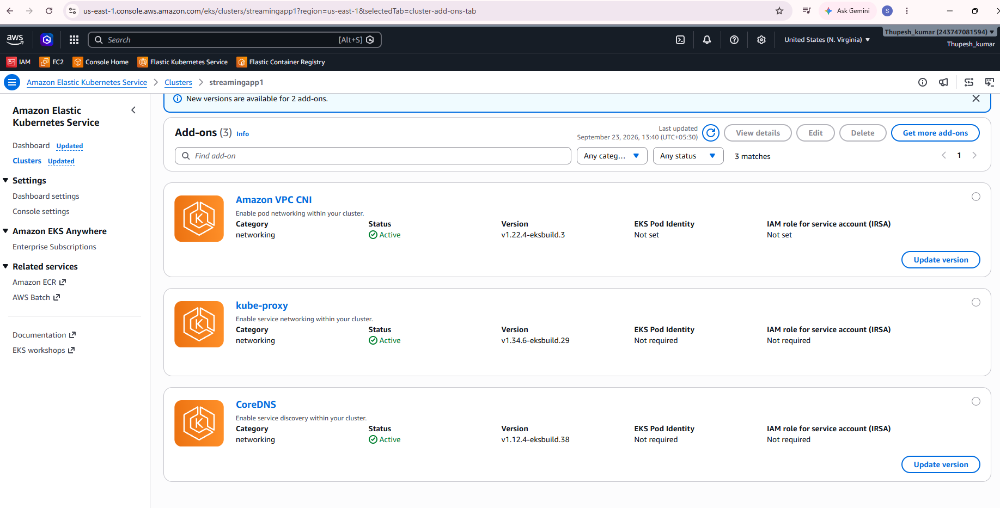 us-east-1.console.aws.amazon.com/eks/clusters/streamingapp1?region=us-east-1&selectedTab=cluster-add-ons-tab
Ask Gemini
S
aws
Search
[Alt+S]
United States (N. Virginia)
Thupesh_kumar (243747081594)
Thupesh_kumar
IAM
EC2
Console Home
Elastic Kubernetes Service
Elastic Container Registry
Amazon Elastic Kubernetes Service
Clusters
streamingapp1
Amazon Elastic
Kubernetes Service
Dashboard Updated
Clusters Updated
Settings
Dashboard settings
Console settings
Amazon EKS Anywhere
Enterprise Subscriptions
Related services
Amazon ECR
AWS Batch
Documentation
EKS workshops
New versions are available for 2 add-ons.
Add-ons (3) Info
Last updated
September 23, 2026, 13:40 (UTC+05:30)
View details
Edit
Delete
Get more add-ons
Find add-on
Any categ...
Any status
3 matches
1
K
Amazon VPC CNI
Enable pod networking within your cluster.
Category Status Version EKS Pod Identity IAM role for service account (IRSA)
networking Active v1.22.4-eksbuild.3 Not set Not set
Update version
K
kube-proxy
Enable service networking within your cluster.
Category Status Version EKS Pod Identity IAM role for service account (IRSA)
networking Active v1.34.6-eksbuild.29 Not required Not required
K
CoreDNS
Enable service discovery within your cluster.
Category Status Version EKS Pod Identity IAM role for service account (IRSA)
networking Active v1.12.4-eksbuild.38 Not required Not required
Update version